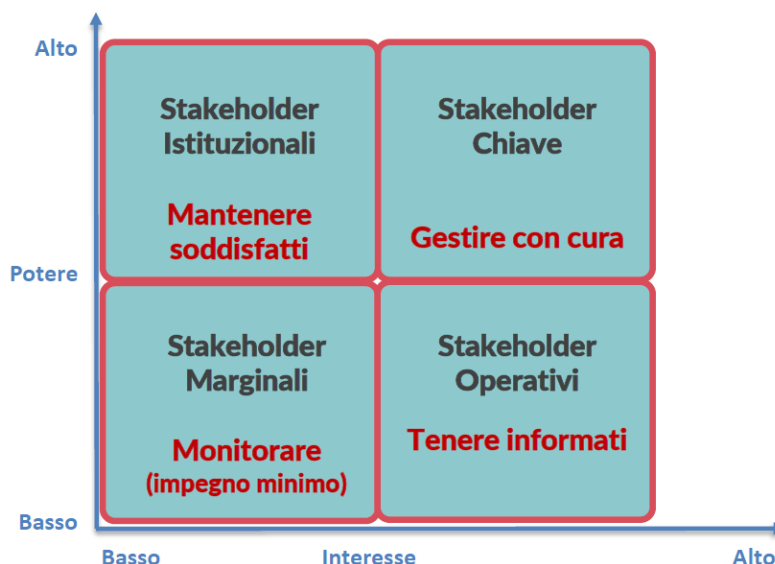 Alto
Stakeholder
Istituzionali
Mantenere
soddisfatti
Stakeholder
Chiave
Gestire con cura
Potere
Stakeholder
Marginali
Monitorare
(impegno minimo)
Stakeholder
Operativi
Tenere informati
Basso
Basso
Interesse
Alto